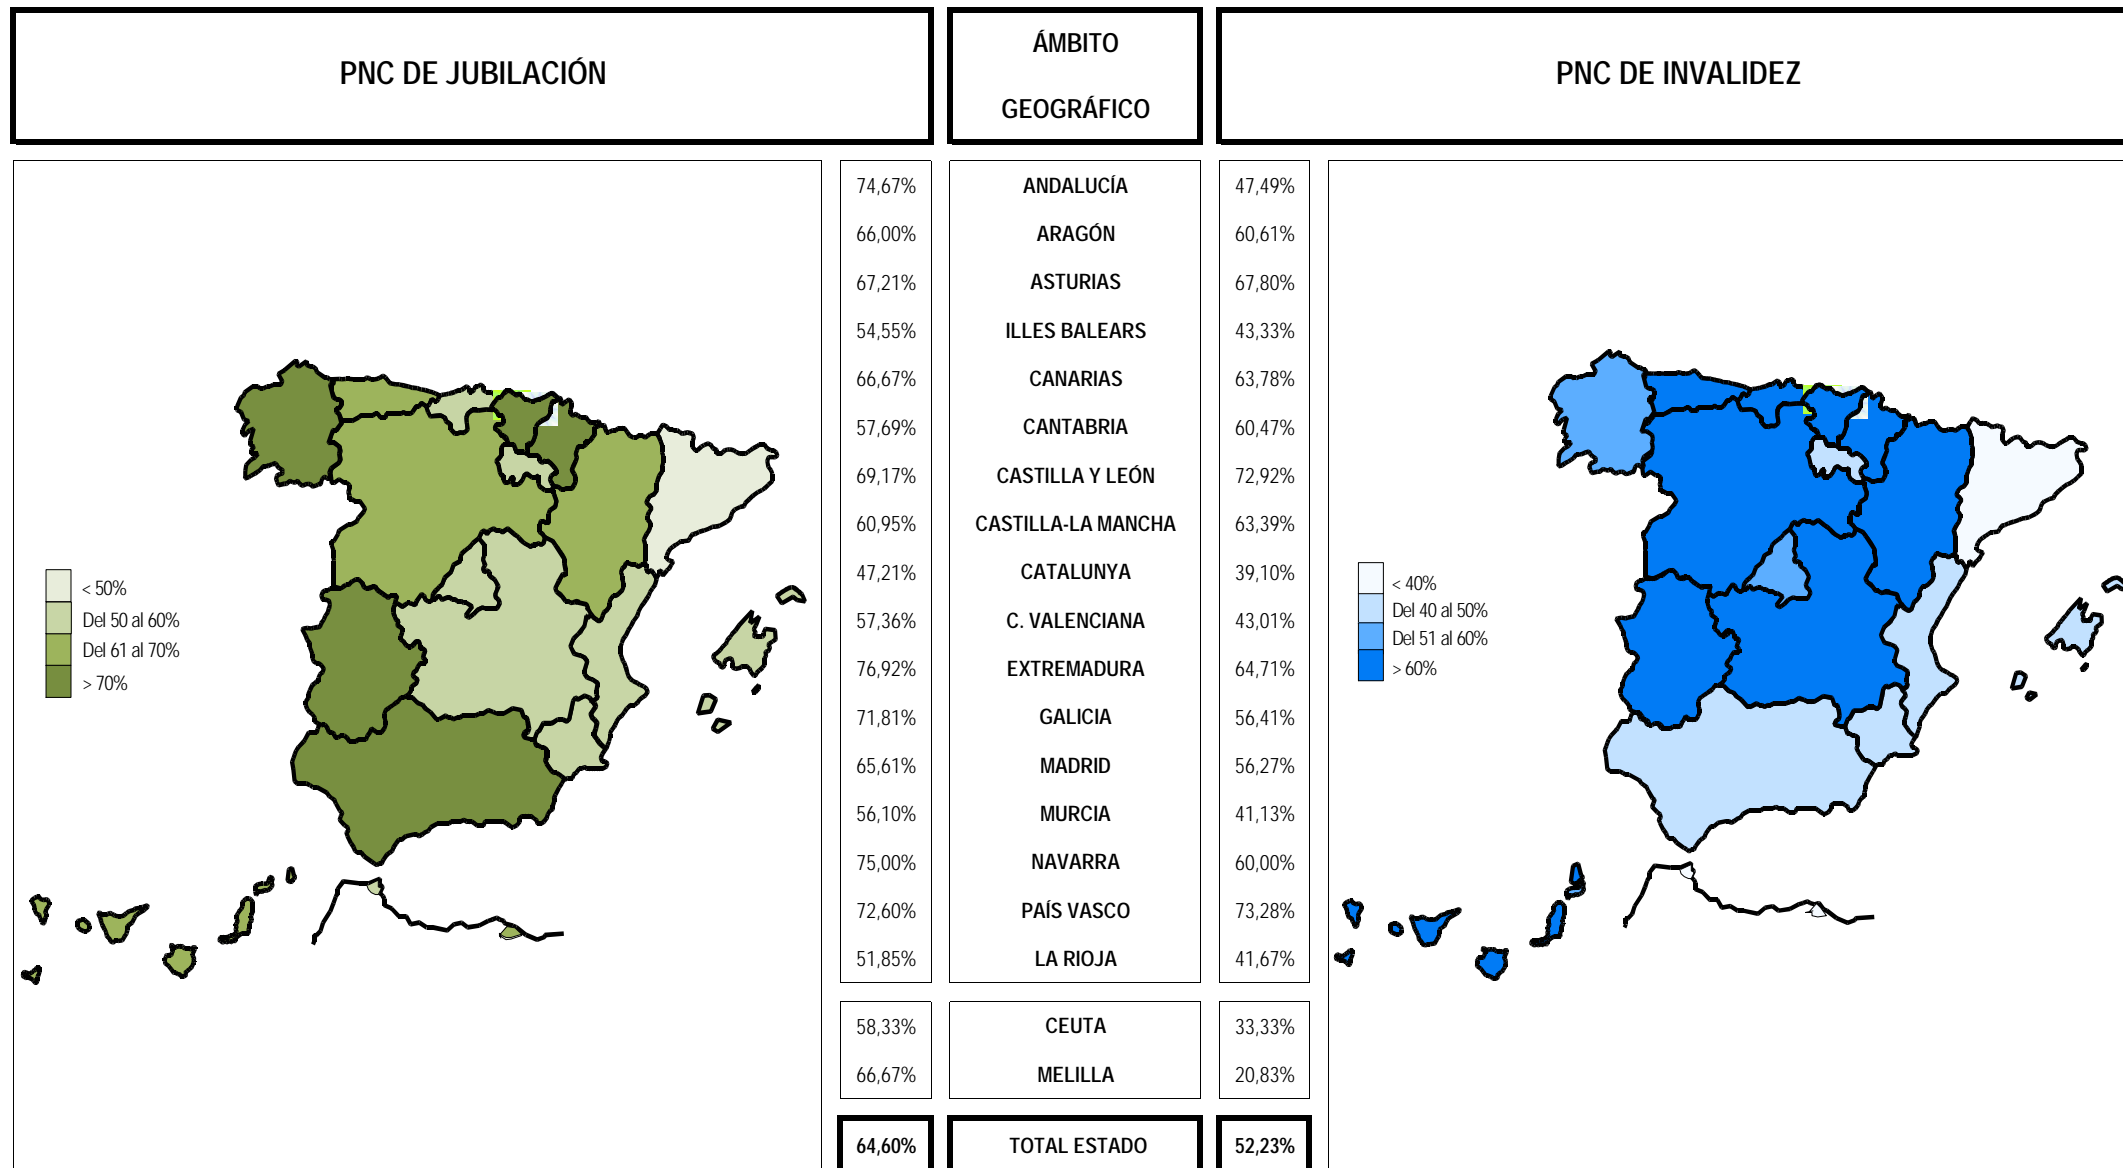 PNC DE JUBILACIÓN
ÁMBITO
GEOGRÁFICO
PNC DE INVALIDEZ
74,67% ANDALUCÍA 47,49%
66,00% ARAGÓN 60,61%
67,21% ASTURIAS 67,80%
54,55% ILLES BALEARS 43,33%
66,67% CANARIAS 63,78%
57,69% CANTABRIA 60,47%
69,17% CASTILLA Y LEÓN 72,92%
60,95% CASTILLA-LA MANCHA 63,39%
47,21% CATALUNYA 39,10%
57,36% C. VALENCIANA 43,01%
76,92% EXTREMADURA 64,71%
71,81% GALICIA 56,41%
65,61% MADRID 56,27%
56,10% MURCIA 41,13%
75,00% NAVARRA 60,00%
72,60% PAÍS VASCO 73,28%
51,85% LA RIOJA 41,67%
58,33% CEUTA 33,33%
66,67% MELILLA 20,83%
64,60% TOTAL ESTADO 52,23%
< 50%
Del 50 al 60%
Del 61 al 70%
> 70%
< 40%
Del 40 al 50%
Del 51 al 60%
> 60%